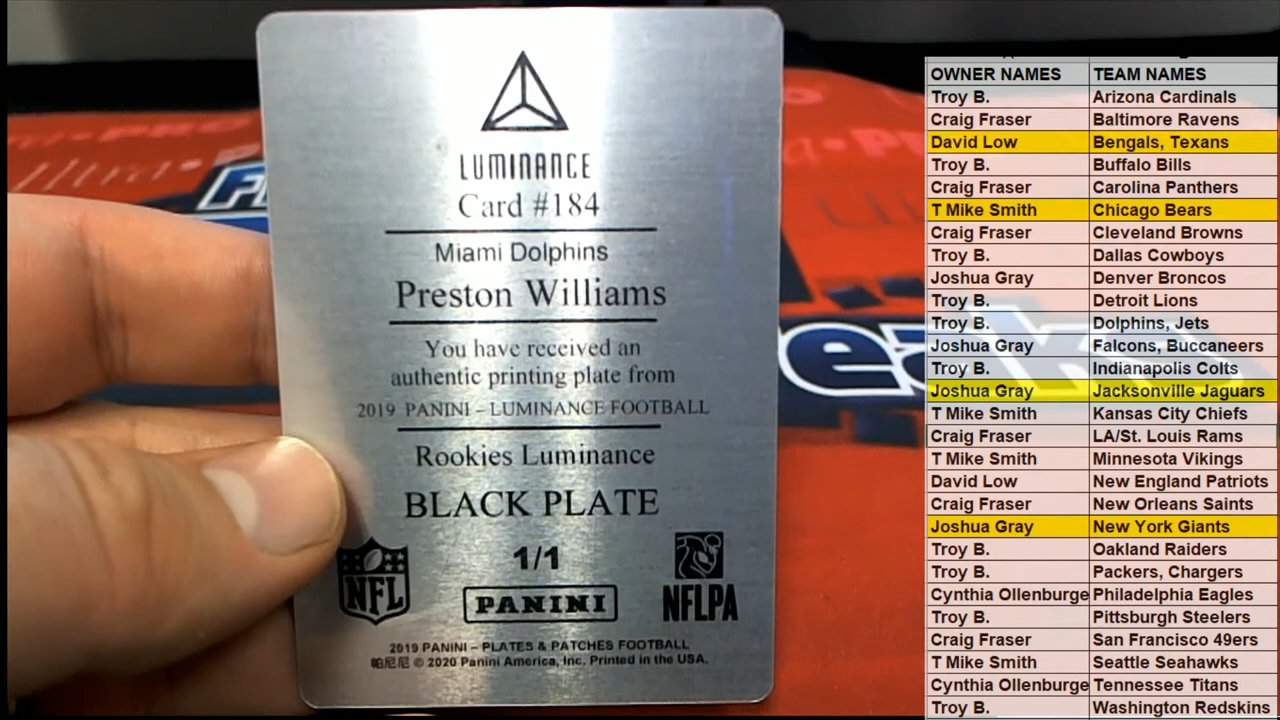 LUMINANCE
Card #184
Miami Dolphins
Preston Williams
You have received an
authentic printing plate from
2019 PANINI – LUMINANCE FOOTBALL
Rookies Luminance
BLACK PLATE
1/1
NFL
PANINI
NFLPA
2019 PANINI – PLATES & PATCHES FOOTBALL
帕尼尼 © 2020 Panini America, Inc. Printed in the USA.
OWNER NAMES TEAM NAMES
Troy B. Arizona Cardinals
Craig Fraser Baltimore Ravens
David Low Bengals, Texans
Troy B. Buffalo Bills
Craig Fraser Carolina Panthers
T Mike Smith Chicago Bears
Craig Fraser Cleveland Browns
Troy B. Dallas Cowboys
Joshua Gray Denver Broncos
Troy B. Detroit Lions
Troy B. Dolphins, Jets
Joshua Gray Falcons, Buccaneers
Troy B. Indianapolis Colts
Joshua Gray Jacksonville Jaguars
T Mike Smith Kansas City Chiefs
Craig Fraser LA/St. Louis Rams
T Mike Smith Minnesota Vikings
David Low New England Patriots
Craig Fraser New Orleans Saints
Joshua Gray New York Giants
Troy B. Oakland Raiders
Troy B. Packers, Chargers
Cynthia Ollenburge Philadelphia Eagles
Troy B. Pittsburgh Steelers
Craig Fraser San Francisco 49ers
T Mike Smith Seattle Seahawks
Cynthia Ollenburge Tennessee Titans
Troy B. Washington Redskins